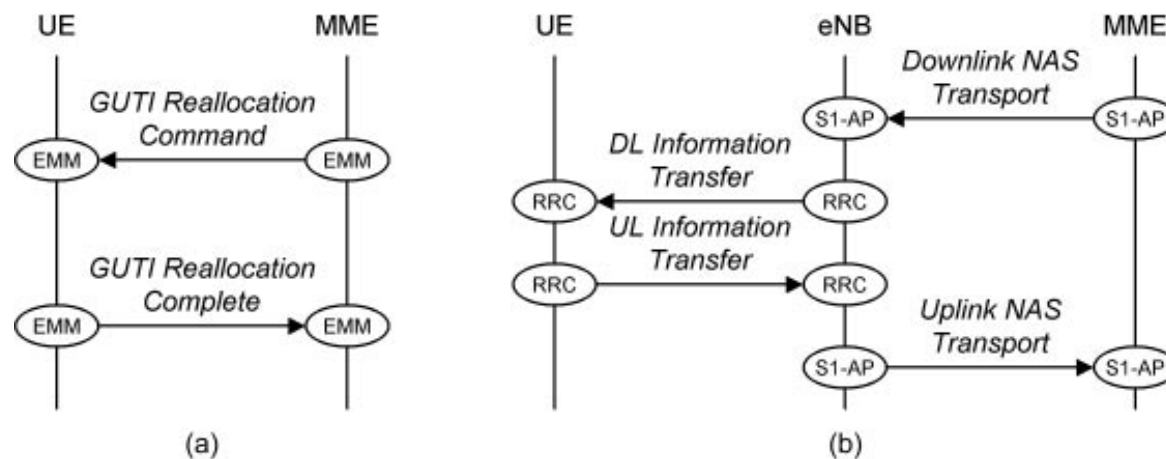 UE
MME
GUTI Reallocation
Command
EMM
EMM
GUTI Reallocation
Complete
EMM
EMM
(a)
UE
eNB
MME
Downlink NAS
Transport
S1-AP
S1-AP
DL Information
Transfer
RRC
RRC
UL Information
Transfer
RRC
RRC
Uplink NAS
Transport
S1-AP
S1-AP
(b)